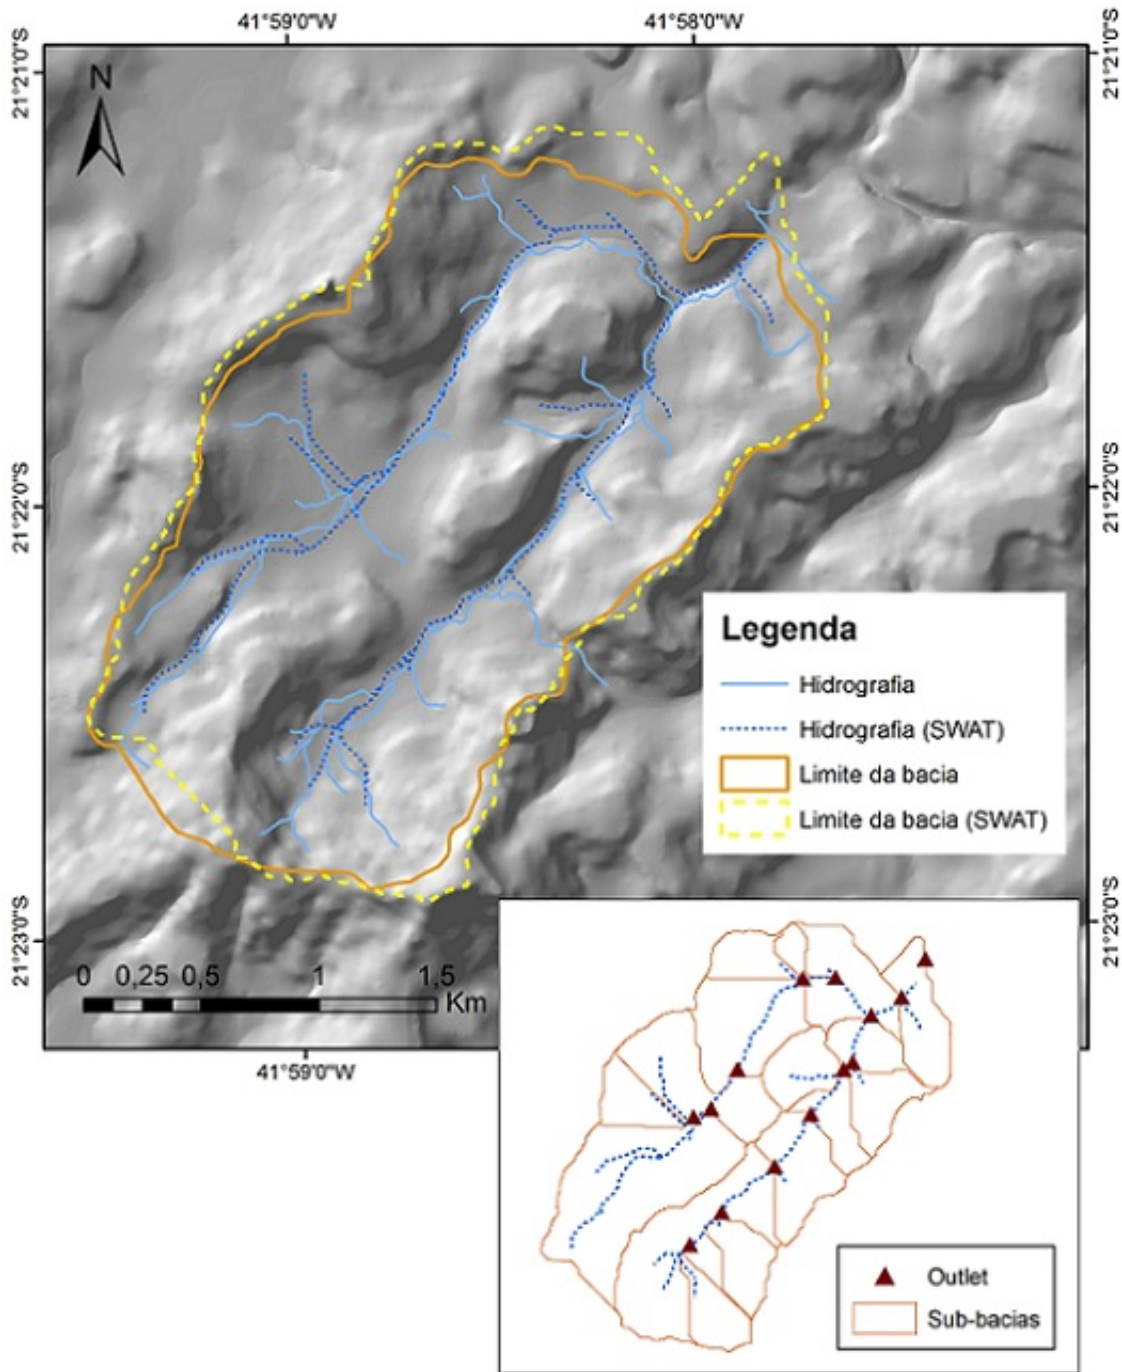 41°59'0"W
41°58'0"W
21°21'0"S
21°21'0"S
N
21°22'0"S
21°22'0"S
Legenda
Hidrografia
Hidrografia (SWAT)
Limite da bacia
Limite da bacia (SWAT)
21°23'0"S
21°23'0"S
0 0,25 0,5 1 1,5
Km
41°59'0"W
Outlet
Sub-bacias